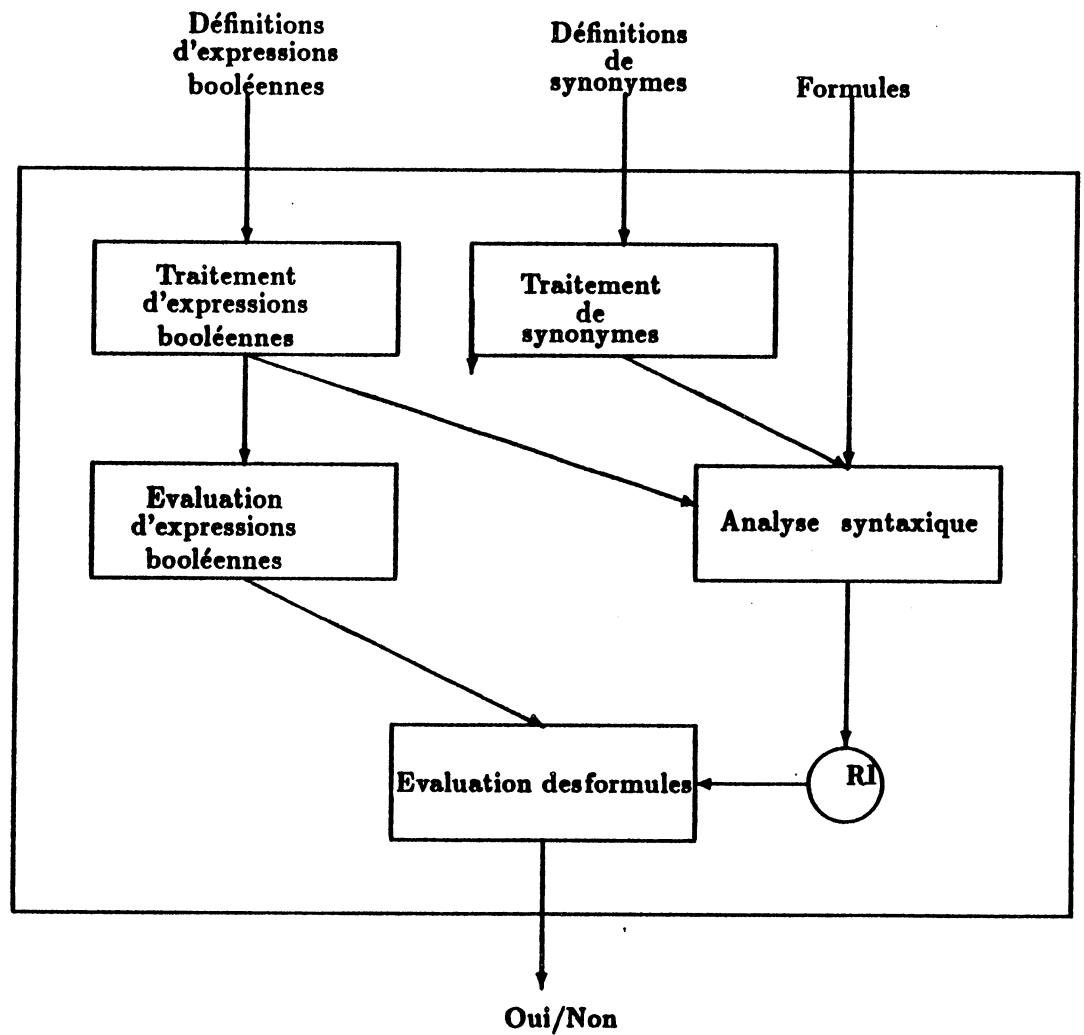 Définitions
d'expressions
booléennes
Définitions
de
synonymes
Formules
Traitement
d'expressions
booléennes
Traitement
de
synonymes
Evaluation
d'expressions
booléennes
Analyse syntaxique
Evaluation desformules
RI
Oui/Non